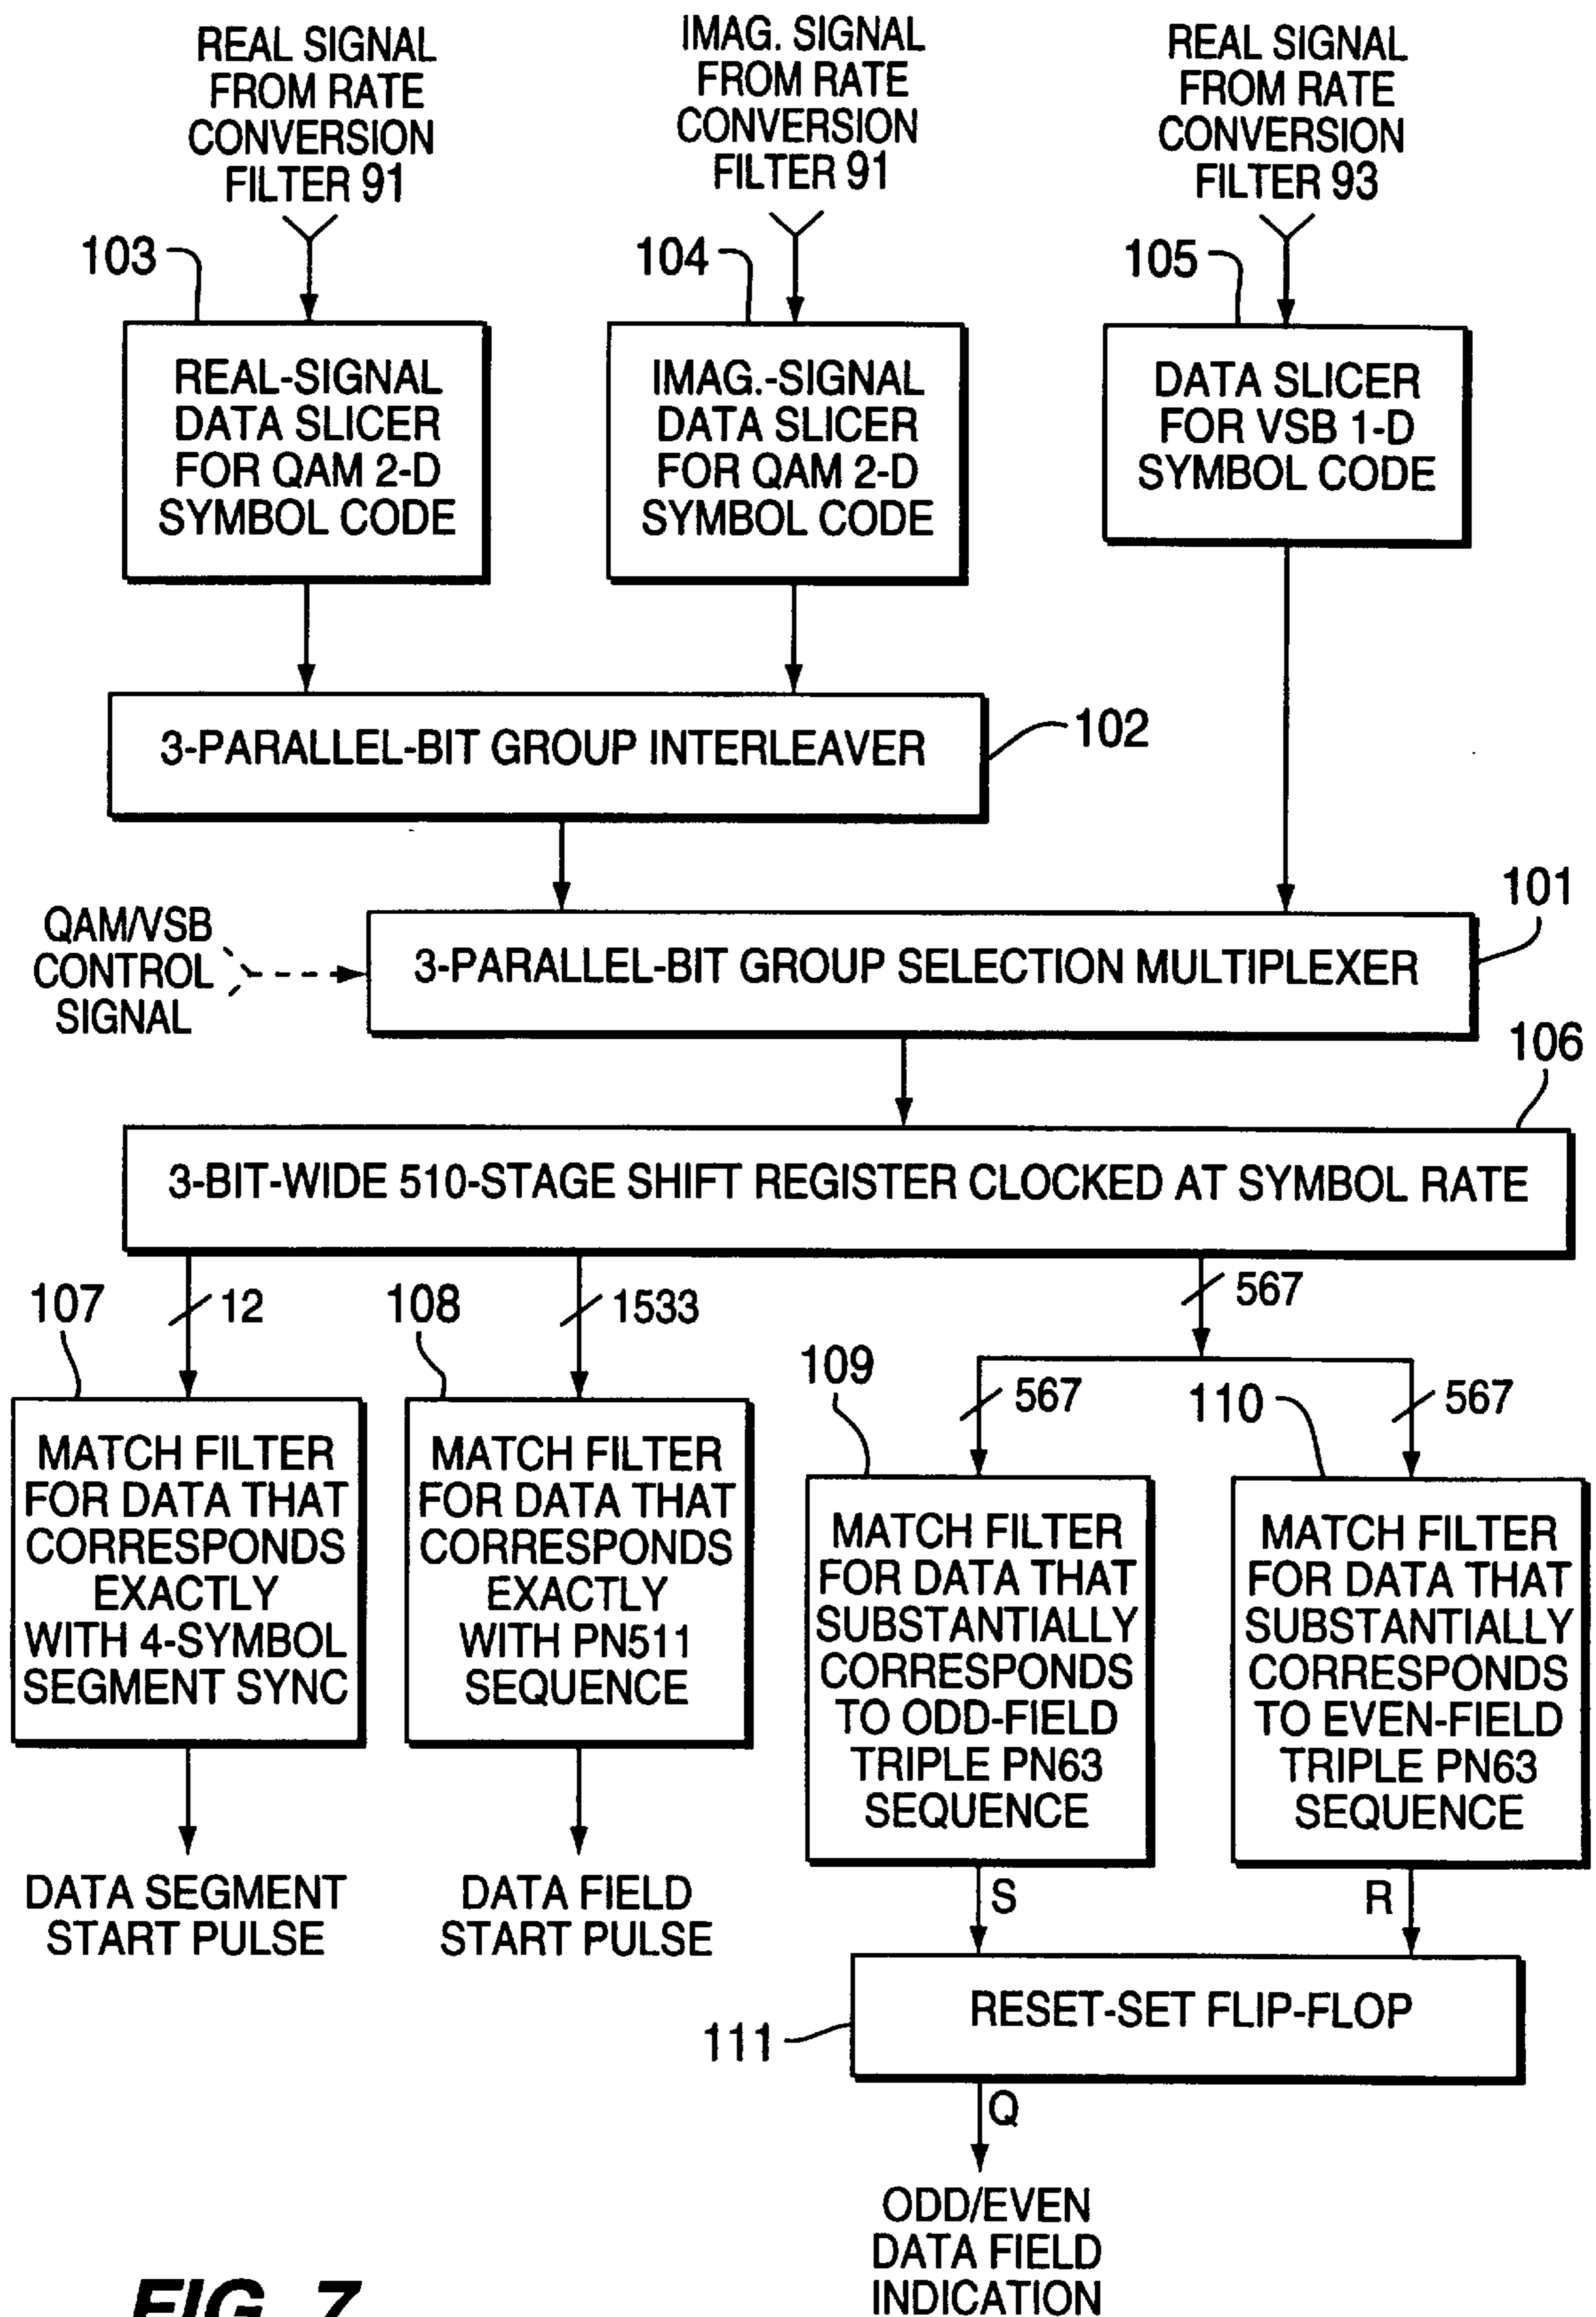 REAL SIGNAL
FROM RATE
CONVERSION
FILTER 91
IMAG. SIGNAL
FROM RATE
CONVERSION
FILTER 91
REAL SIGNAL
FROM RATE
CONVERSION
FILTER 93
103
104
105
REAL-SIGNAL
DATA SLICER
FOR QAM 2-D
SYMBOL CODE
IMAG.-SIGNAL
DATA SLICER
FOR QAM 2-D
SYMBOL CODE
DATA SLICER
FOR VSB 1-D
SYMBOL CODE
3-PARALLEL-BIT GROUP INTERLEAVER
102
101
QAM/VSB
CONTROL
SIGNAL
3-PARALLEL-BIT GROUP SELECTION MULTIPLEXER
106
3-BIT-WIDE 510-STAGE SHIFT REGISTER CLOCKED AT SYMBOL RATE
107
12
108
1533
567
109
567
110
567
MATCH FILTER
FOR DATA THAT
CORRESPONDS
EXACTLY
WITH 4-SYMBOL
SEGMENT SYNC
MATCH FILTER
FOR DATA THAT
CORRESPONDS
EXACTLY
WITH PN511
SEQUENCE
MATCH FILTER
FOR DATA THAT
SUBSTANTIALLY
CORRESPONDS
TO ODD-FIELD
TRIPLE PN63
SEQUENCE
MATCH FILTER
FOR DATA THAT
SUBSTANTIALLY
CORRESPONDS
TO EVEN-FIELD
TRIPLE PN63
SEQUENCE
DATA SEGMENT
START PULSE
DATA FIELD
START PULSE
S
R
RESET-SET FLIP-FLOP
111
Q
ODD/EVEN
DATA FIELD
INDICATION
FIG. 7